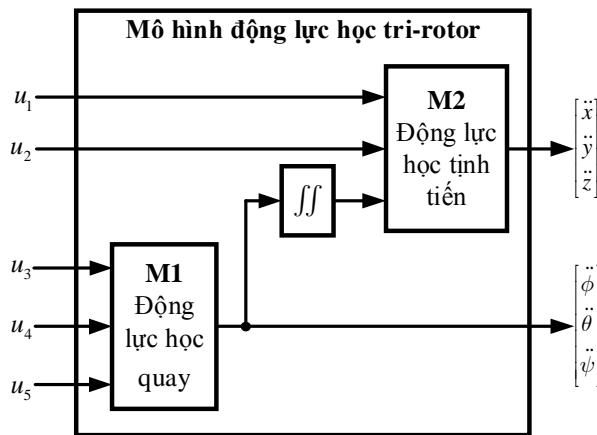 Mô hình động lực học tri-rotor
u₁
u₂
M2
Động lực
học tịnh
tiến
ẍ
ÿ
z̈
∬
u₃
u₄
u₅
M1
Động
lực học
quay
ϕ̈
θ̈
ψ̈